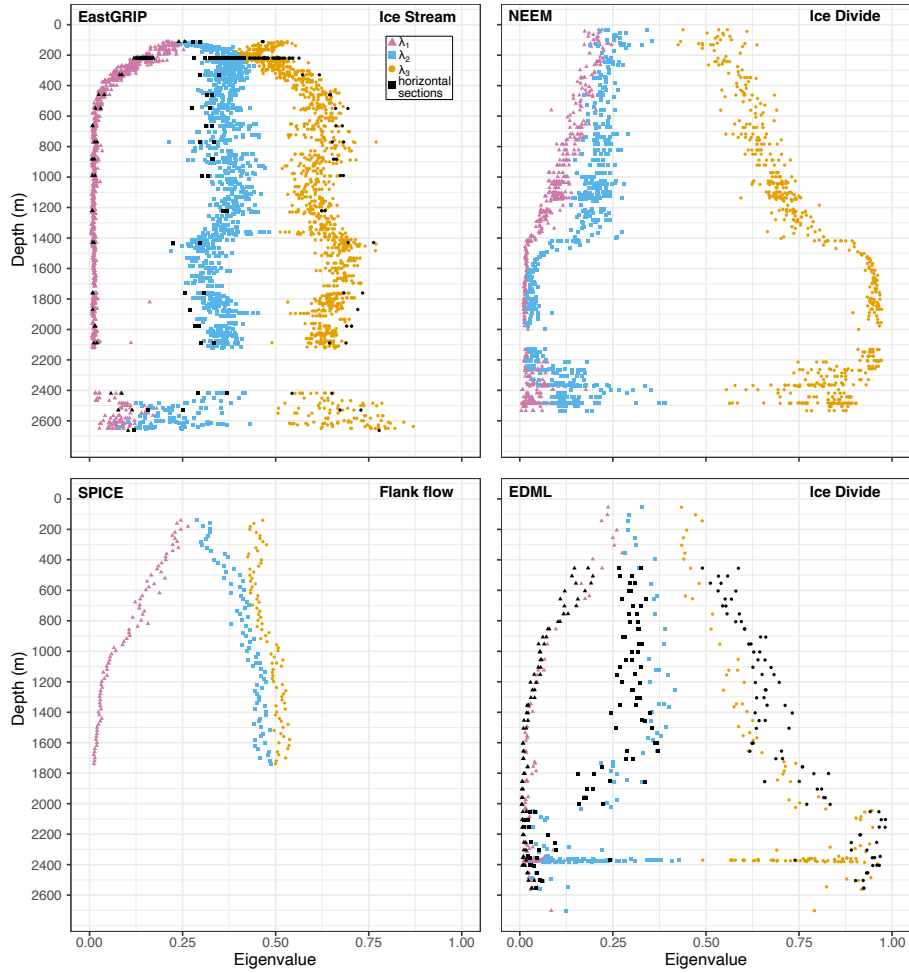 EastGRIP Ice Stream
λ1
λ2
λ3
horizontal
sections
0
200
400
600
800
1000
1200
1400
1600
1800
2000
2200
2400
2600
Depth (m)
NEEM Ice Divide
SPICE Flank flow
0
200
400
600
800
1000
1200
1400
1600
1800
2000
2200
2400
2600
Depth (m)
0.00 0.25 0.50 0.75 1.00
Eigenvalue
EDML Ice Divide
0.00 0.25 0.50 0.75 1.00
Eigenvalue